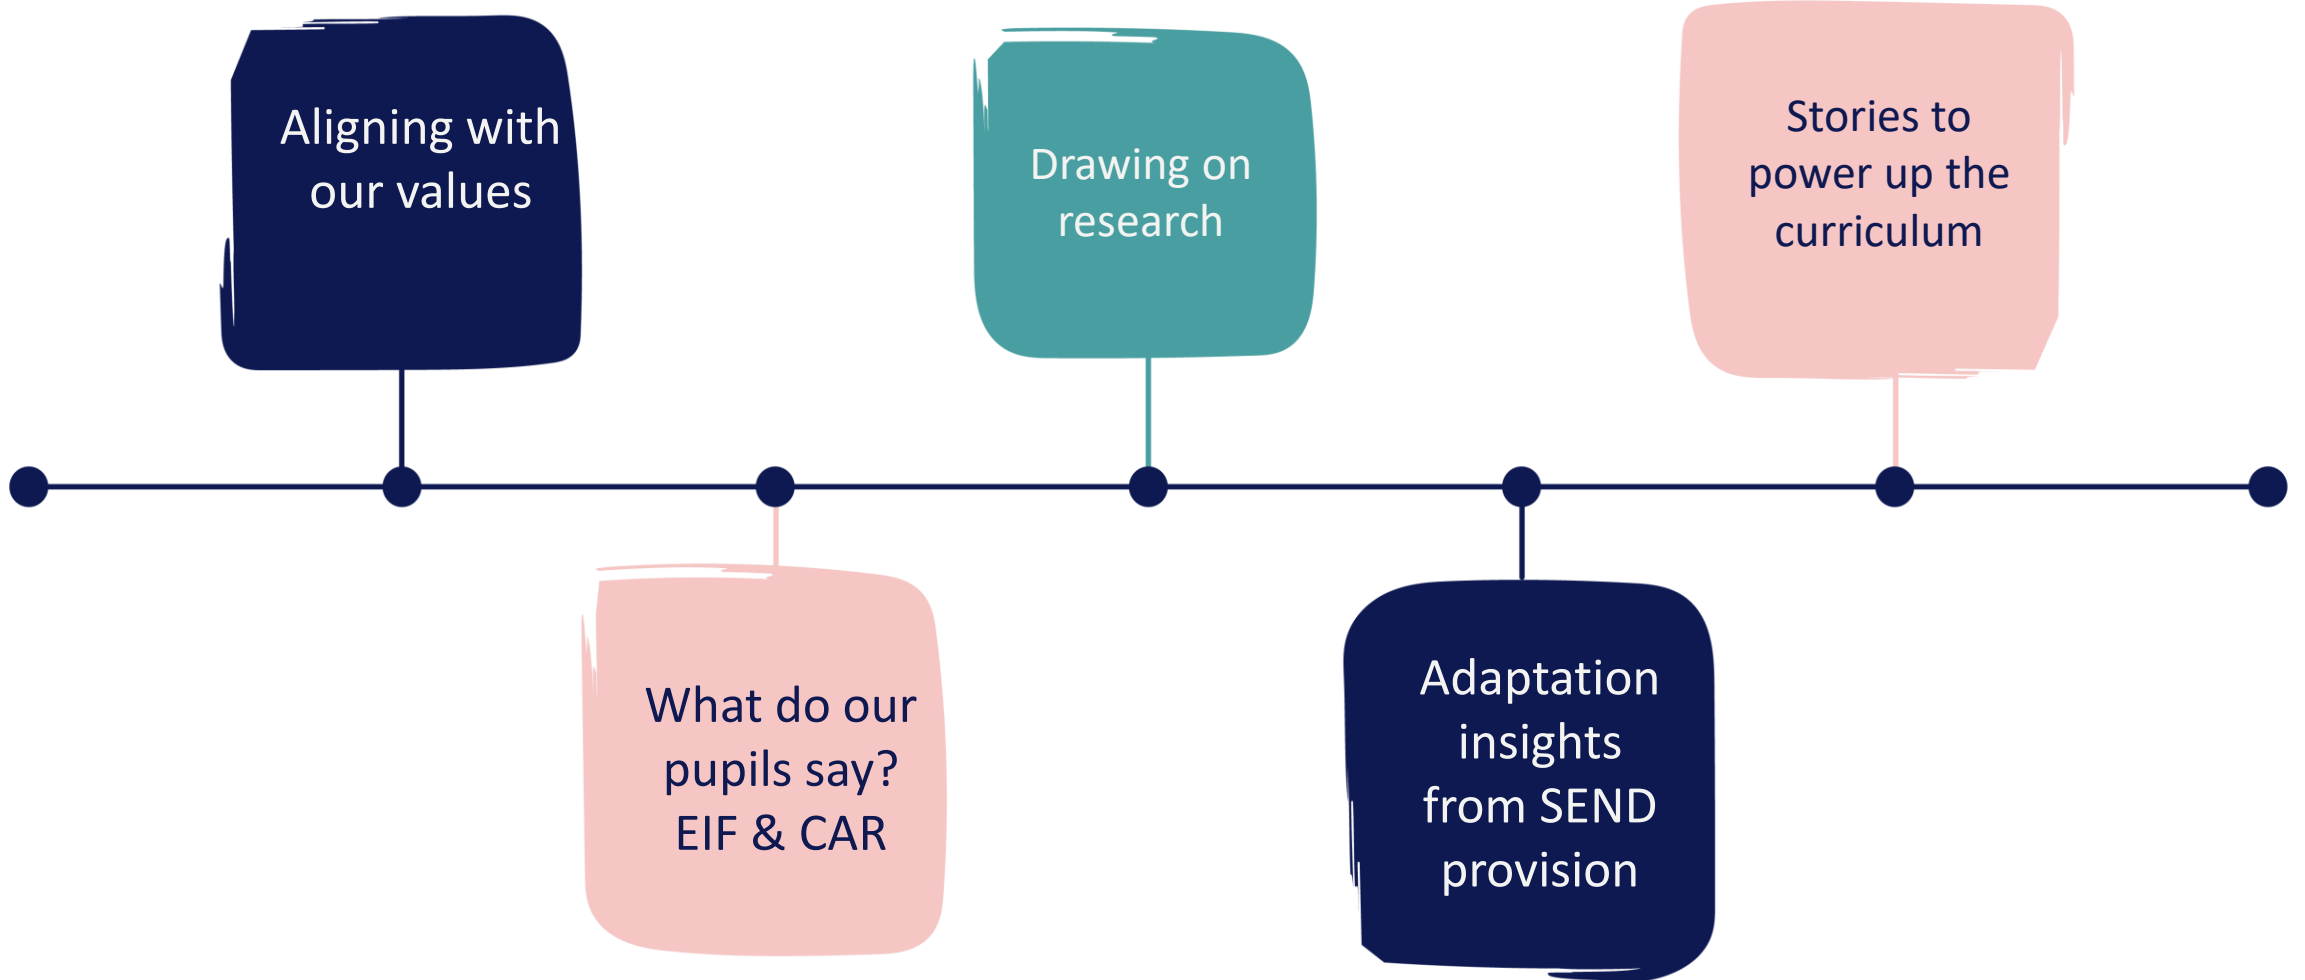 Aligning with
our values
What do our
pupils say?
EIF & CAR
Drawing on
research
Adaptation
insights
from SEND
provision
Stories to
power up the
curriculum